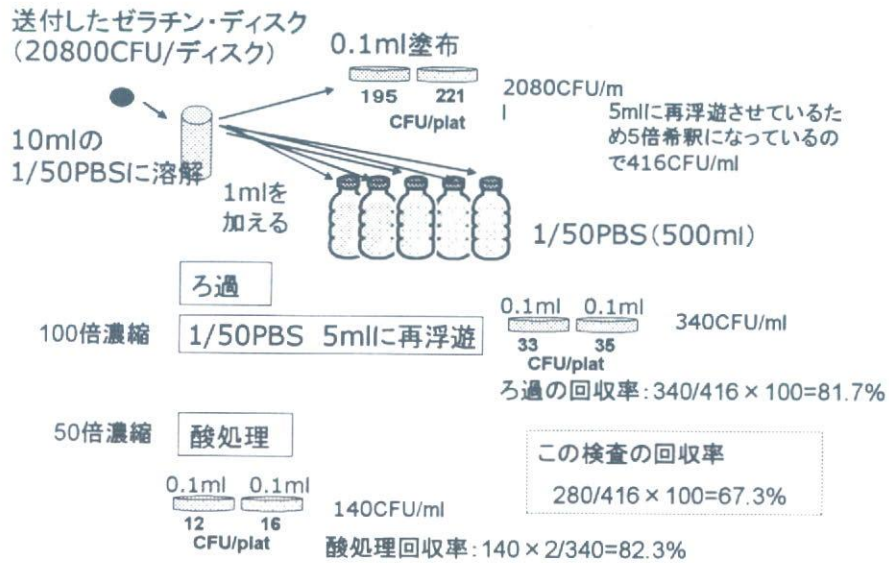 送付したゼラチン・ディスク
(20800CFU/ディスク)
0.1ml塗布
195 221
CFU/plat
2080CFU/m
l
5mlに再浮遊させているた
め5倍希釈になっているの
で416CFU/ml
10mlの
1/50PBSに溶解
1mlを
加える
1/50PBS(500ml)
ろ過
100倍濃縮
1/50PBS 5mlに再浮遊
0.1ml 0.1ml
33 35
CFU/plat
340CFU/ml
ろ過の回収率:340/416×100=81.7%
50倍濃縮
酸処理
0.1ml 0.1ml
12 16
CFU/plat
140CFU/ml
酸処理回収率:140×2/340=82.3%
この検査の回収率
280/416×100=67.3%